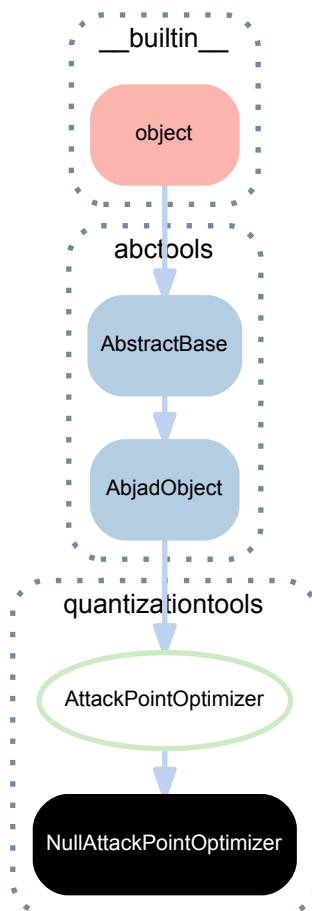 __builtin__
object
abctools
AbstractBase
AbjadObject
quantizationtools
AttackPointOptimizer
NullAttackPointOptimizer